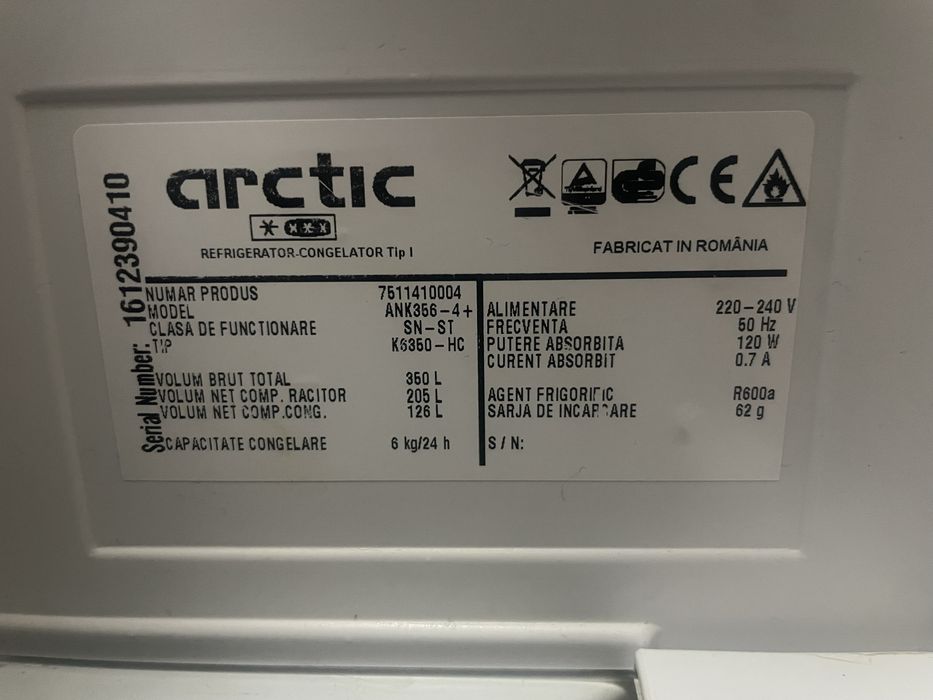 Serial Number: 1612390410
arctic
REFRIGERATOR-CONGELATOR Tip I
CE
FABRICAT IN ROMÂNIA
NUMAR PRODUS 7511410004
MODEL ANK356-4+
CLASA DE FUNCTIONARE SN-ST
TIP K6350-HC
VOLUM BRUT TOTAL 350 L
VOLUM NET COMP. RACITOR 205 L
VOLUM NET COMP.CONG. 126 L
CAPACITATE CONGELARE 6 kg/24 h
ALIMENTARE 220-240 V
FRECVENTA 50 Hz
PUTERE ABSORBITA 120 W
CURENT ABSORBIT 0.7 A
AGENT FRIGORIFIC R600a
SARJA DE INCARCARE 62 g
S / N: